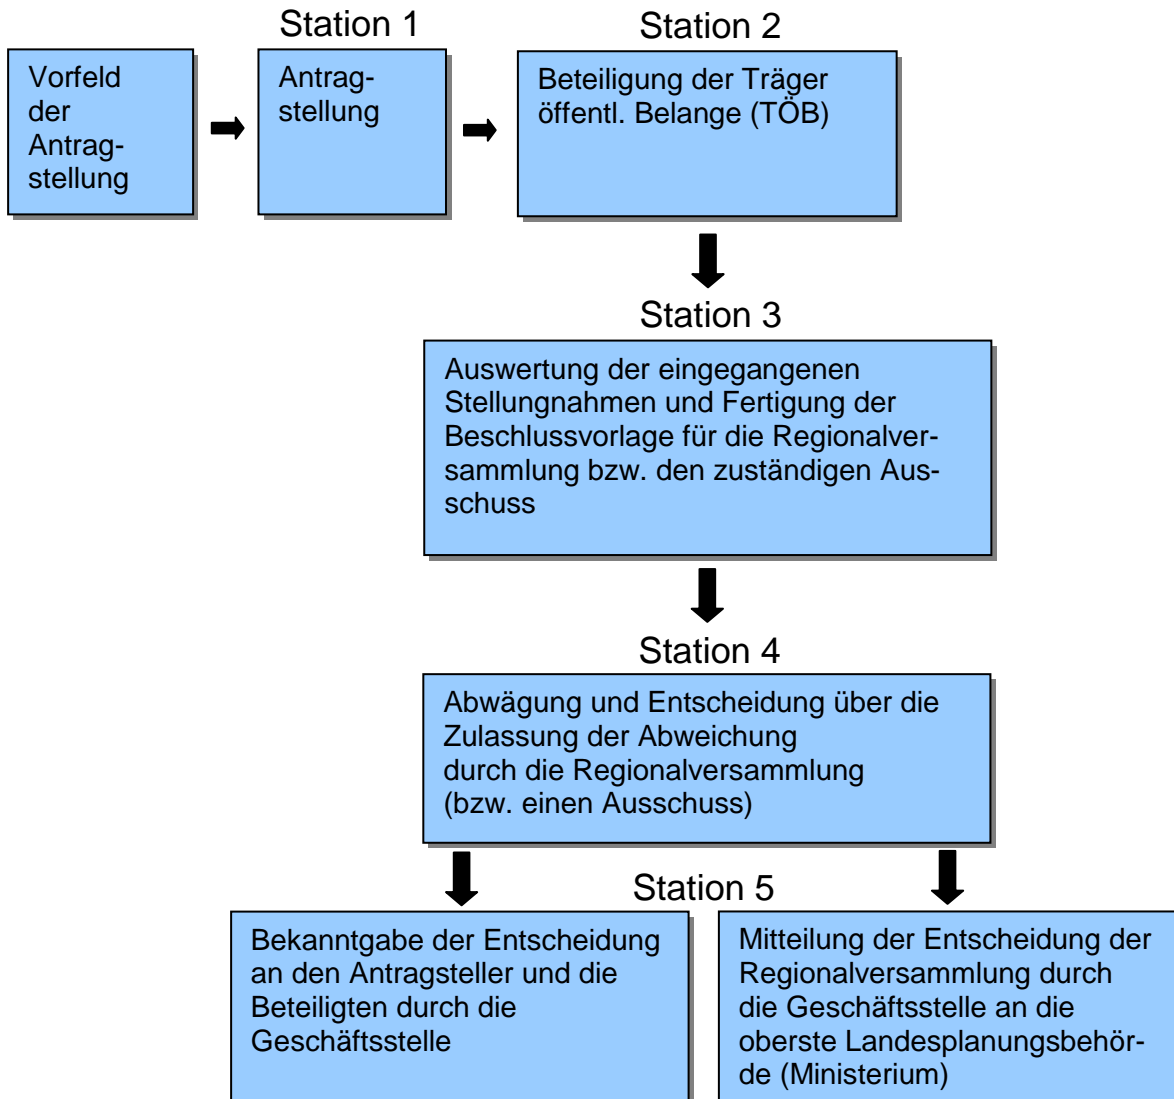 Station 1
Station 2
Vorfeld
der
Antrag-
stellung
Antrag-
stellung
Beteiligung der Träger
öffentl. Belange (TÖB)
Station 3
Auswertung der eingegangenen
Stellungnahmen und Fertigung der
Beschlussvorlage für die Regionalver-
sammlung bzw. den zuständigen Aus-
schuss
Station 4
Abwägung und Entscheidung über die
Zulassung der Abweichung
durch die Regionalversammlung
(bzw. einen Ausschuss)
Station 5
Bekanntgabe der Entscheidung
an den Antragsteller und die
Beteiligten durch die
Geschäftsstelle
Mitteilung der Entscheidung der
Regionalversammlung durch
die Geschäftsstelle an die
oberste Landesplanungsbehör-
de (Ministerium)